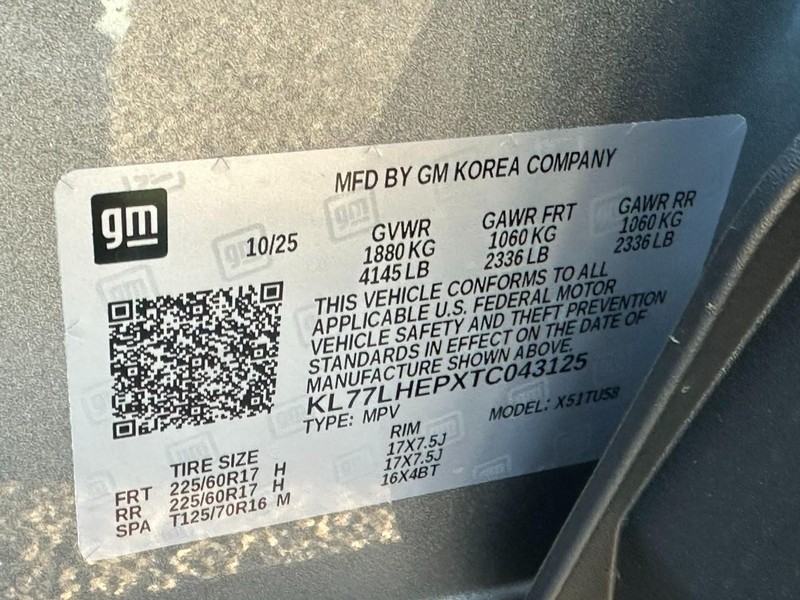 MFD BY GM KOREA COMPANY
gm
10/25
GVWR GAWR FRT GAWR RR
1880 KG 1060 KG 1060 KG
4145 LB 2336 LB 2336 LB
THIS VEHICLE CONFORMS TO ALL
APPLICABLE U.S. FEDERAL MOTOR
VEHICLE SAFETY AND THEFT PREVENTION
STANDARDS IN EFFECT ON THE DATE OF
MANUFACTURE SHOWN ABOVE.
KL77LHEPXTC043125
TYPE: MPV MODEL: X51TU58
TIRE SIZE RIM
FRT 225/60R17 H 17X7.5J
RR 225/60R17 H 17X7.5J
SPA T125/70R16 M 16X4BT